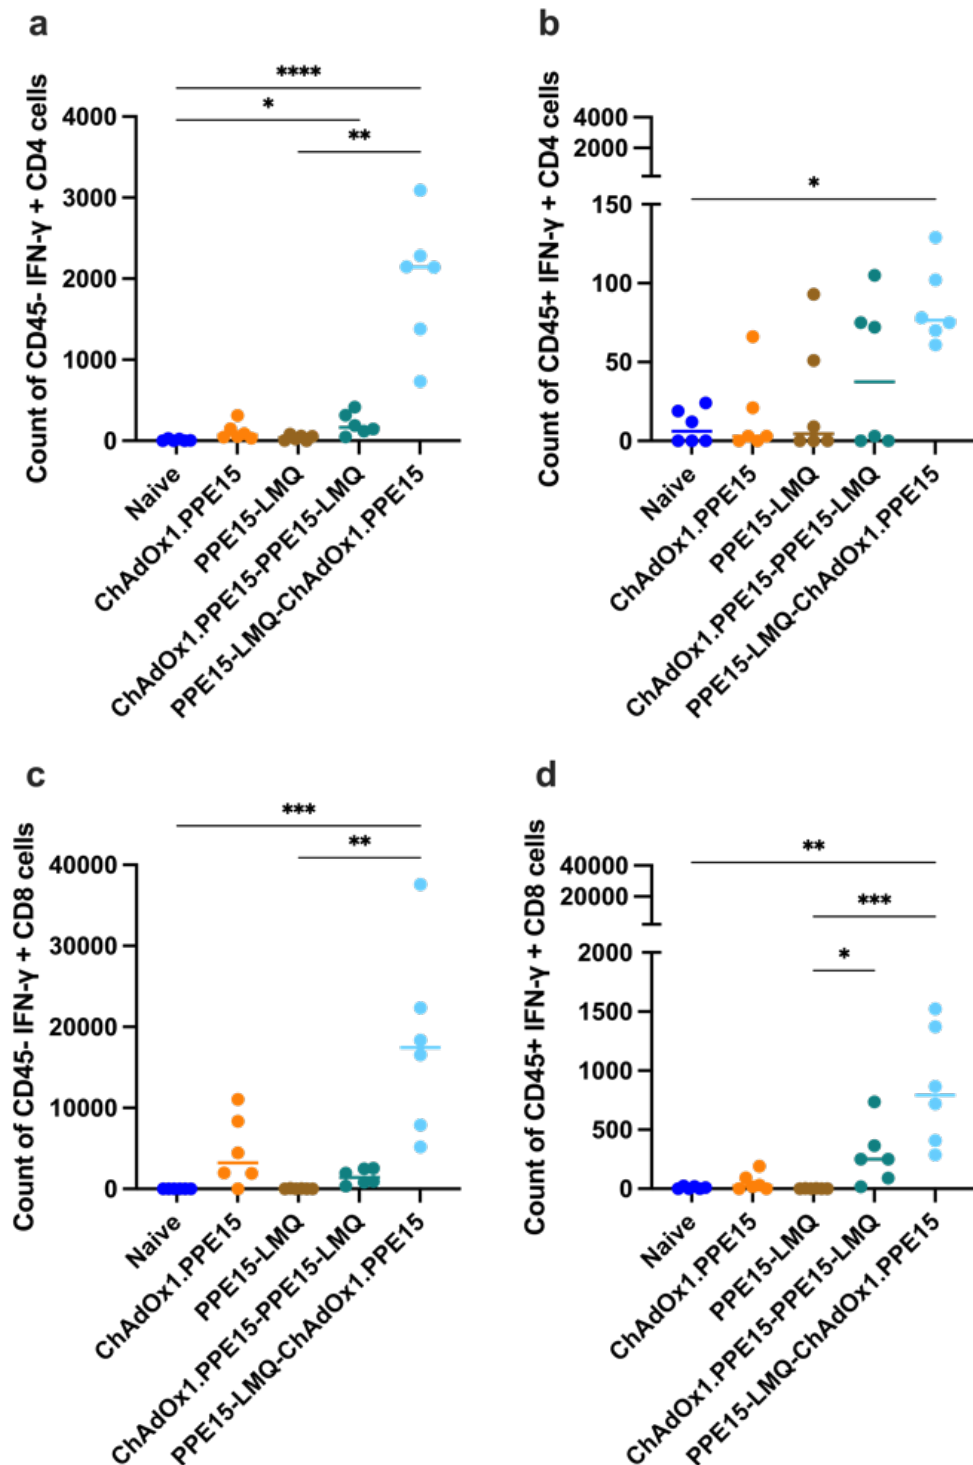 a
Count of CD45- IFN-γ + CD4 cells
****
*
**
4000
3000
2000
1000
0
Naive
ChAdOx1.PPE15
PPE15-LMQ
ChAdOx1.PPE15-PPE15-LMQ
PPE15-LMQ-ChAdOx1.PPE15
b
Count of CD45+ IFN-γ + CD4 cells
4000
2000
*
150
100
50
0
Naive
ChAdOx1.PPE15
PPE15-LMQ
ChAdOx1.PPE15-PPE15-LMQ
PPE15-LMQ-ChAdOx1.PPE15
c
Count of CD45- IFN-γ + CD8 cells
***
**
40000
30000
20000
10000
0
Naive
ChAdOx1.PPE15
PPE15-LMQ
ChAdOx1.PPE15-PPE15-LMQ
PPE15-LMQ-ChAdOx1.PPE15
d
Count of CD45+ IFN-γ + CD8 cells
**
40000
20000
***
*
2000
1500
1000
500
0
Naive
ChAdOx1.PPE15
PPE15-LMQ
ChAdOx1.PPE15-PPE15-LMQ
PPE15-LMQ-ChAdOx1.PPE15